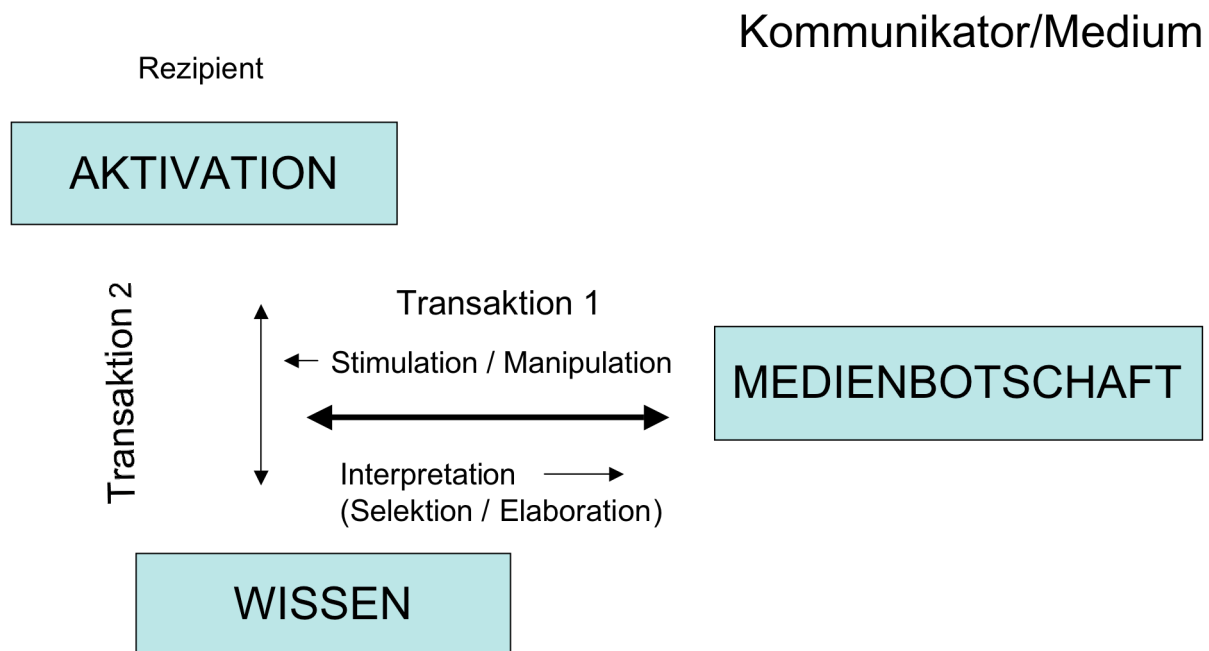 Kommunikator/Medium
Rezipient
AKTIVATION
Transaktion 2
Transaktion 1
Stimulation / Manipulation
MEDIENBOTSCHAFT
Interpretation
(Selektion / Elaboration)
WISSEN